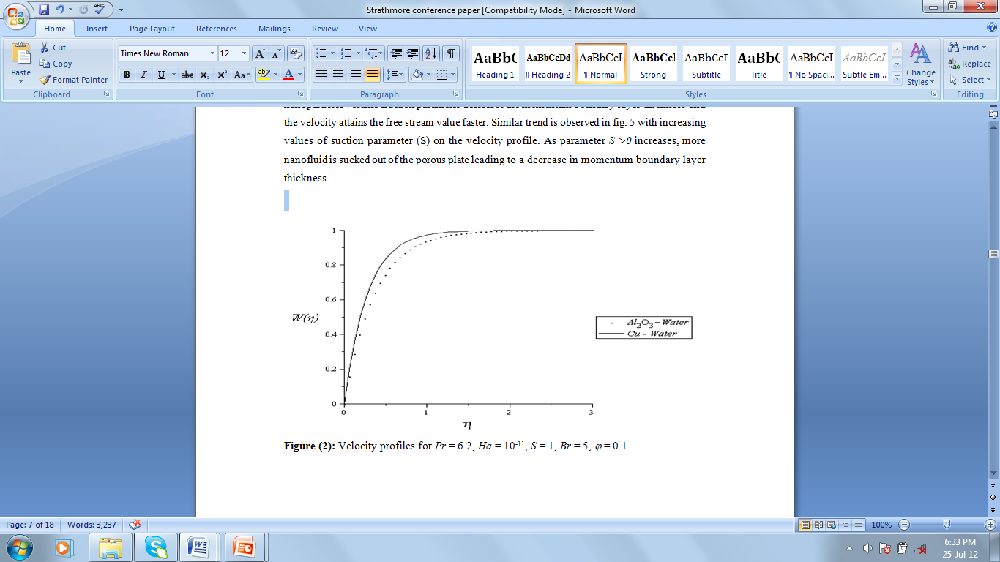 Strathmore conference paper [Compatibility Mode] - Microsoft Word
Home Insert Page Layout References Mailings Review View
Paste
Cut
Copy
Format Painter
Clipboard
Times New Roman 12
B I U abc x₂ x² Aa A
Font
Paragraph
AaBbC AaBbCcDd AaBbCcI AaBbCcl AaBbCcI AaBbC AaBbCcI AaBbCcI
Heading 1 ¶ Heading 2 ¶ Normal Strong Subtitle Title ¶ No Spaci... Subtle Em...
Change Styles
Styles
Find
Replace
Select
Editing
the velocity attains the free stream value faster. Similar trend is observed in fig. 5 with increasing
values of suction parameter (S) on the velocity profile. As parameter S >0 increases, more
nanofluid is sucked out of the porous plate leading to a decrease in momentum boundary layer
thickness.
1
0.8
0.6
W(η)
0.4
0.2
0
0 1 2 3
η
Al₂O₃ – Water
Cu - Water
Figure (2): Velocity profiles for Pr = 6.2, Ha = 10⁻¹¹, S = 1, Br = 5, φ = 0.1
Page: 7 of 18 Words: 3,237 100%
6:33 PM
25-Jul-12